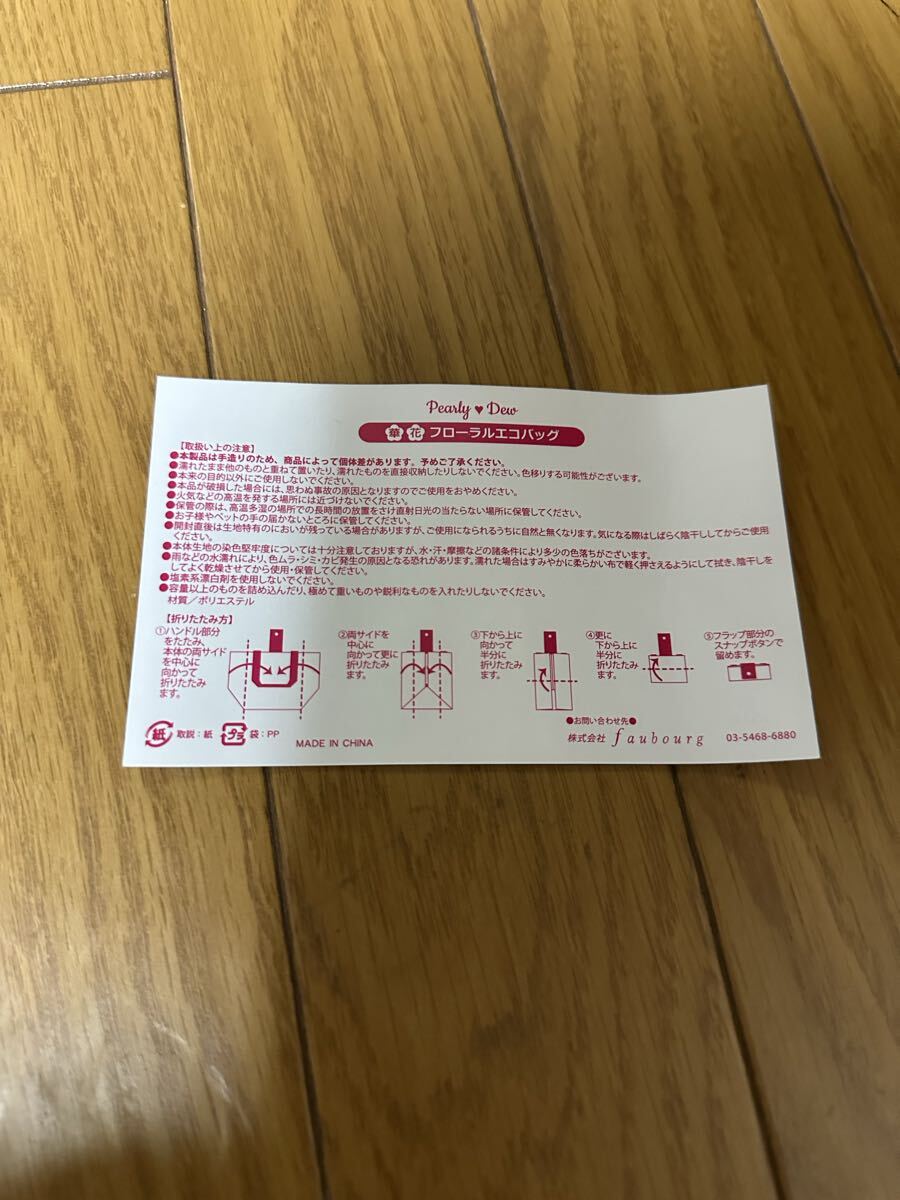 Pearly ♥ Dew
華 花 フローラルエコバッグ
【取扱い上の注意】
●本製品は手造りのため、商品によって個体差があります。予めご了承ください。
●濡れたまま他のものと重ねて置いたり、濡れたものを直接収納したりしないでください。色移りする可能性がございます。
●本来の目的以外にご使用しないでください。
●本品が破損した場合には、思わぬ事故の原因となりますのでご使用をおやめください。
●火気などの高温を発する場所には近づけないでください。
●保管の際は、高温多湿の場所での長時間の放置をさけ直射日光の当たらない場所に保管してください。
●お子様やペットの手の届かないところに保管してください。
●開封直後は生地特有のにおいが残っている場合がありますが、ご使用になられるうちに自然と無くなります。気になる際はしばらく陰干ししてからご使用
ください。
●本体生地の染色堅牢度については十分注意しておりますが、水・汗・摩擦などの諸条件により多少の色落ちがございます。
●雨などの水濡れにより、色ムラ・シミ・カビ発生の原因となる恐れがあります。濡れた場合はすみやかに柔らかい布で軽く押さえるようにして拭き、陰干しを
してよく乾燥させてから使用・保管してください。
●塩素系漂白剤を使用しないでください。
●容量以上のものを詰め込んだり、極めて重いものや鋭利なものを入れたりしないでください。
材質／ポリエステル
【折りたたみ方】
①ハンドル部分
をたたみ、
本体の両サイド
を中心に
向かって
折りたたみ
ます。
②両サイドを
中心に
向かって更に
折りたたみ
ます。
③下から上に
向かって
半分に
折りたたみ
ます。
④更に
下から上に
半分に
折りたたみ
ます。
⑤フラップ部分の
スナップボタンで
留めます。
紙 取説：紙 プラ 袋：PP
MADE IN CHINA
●お問い合わせ先●
株式会社 faubourg 03-5468-6880